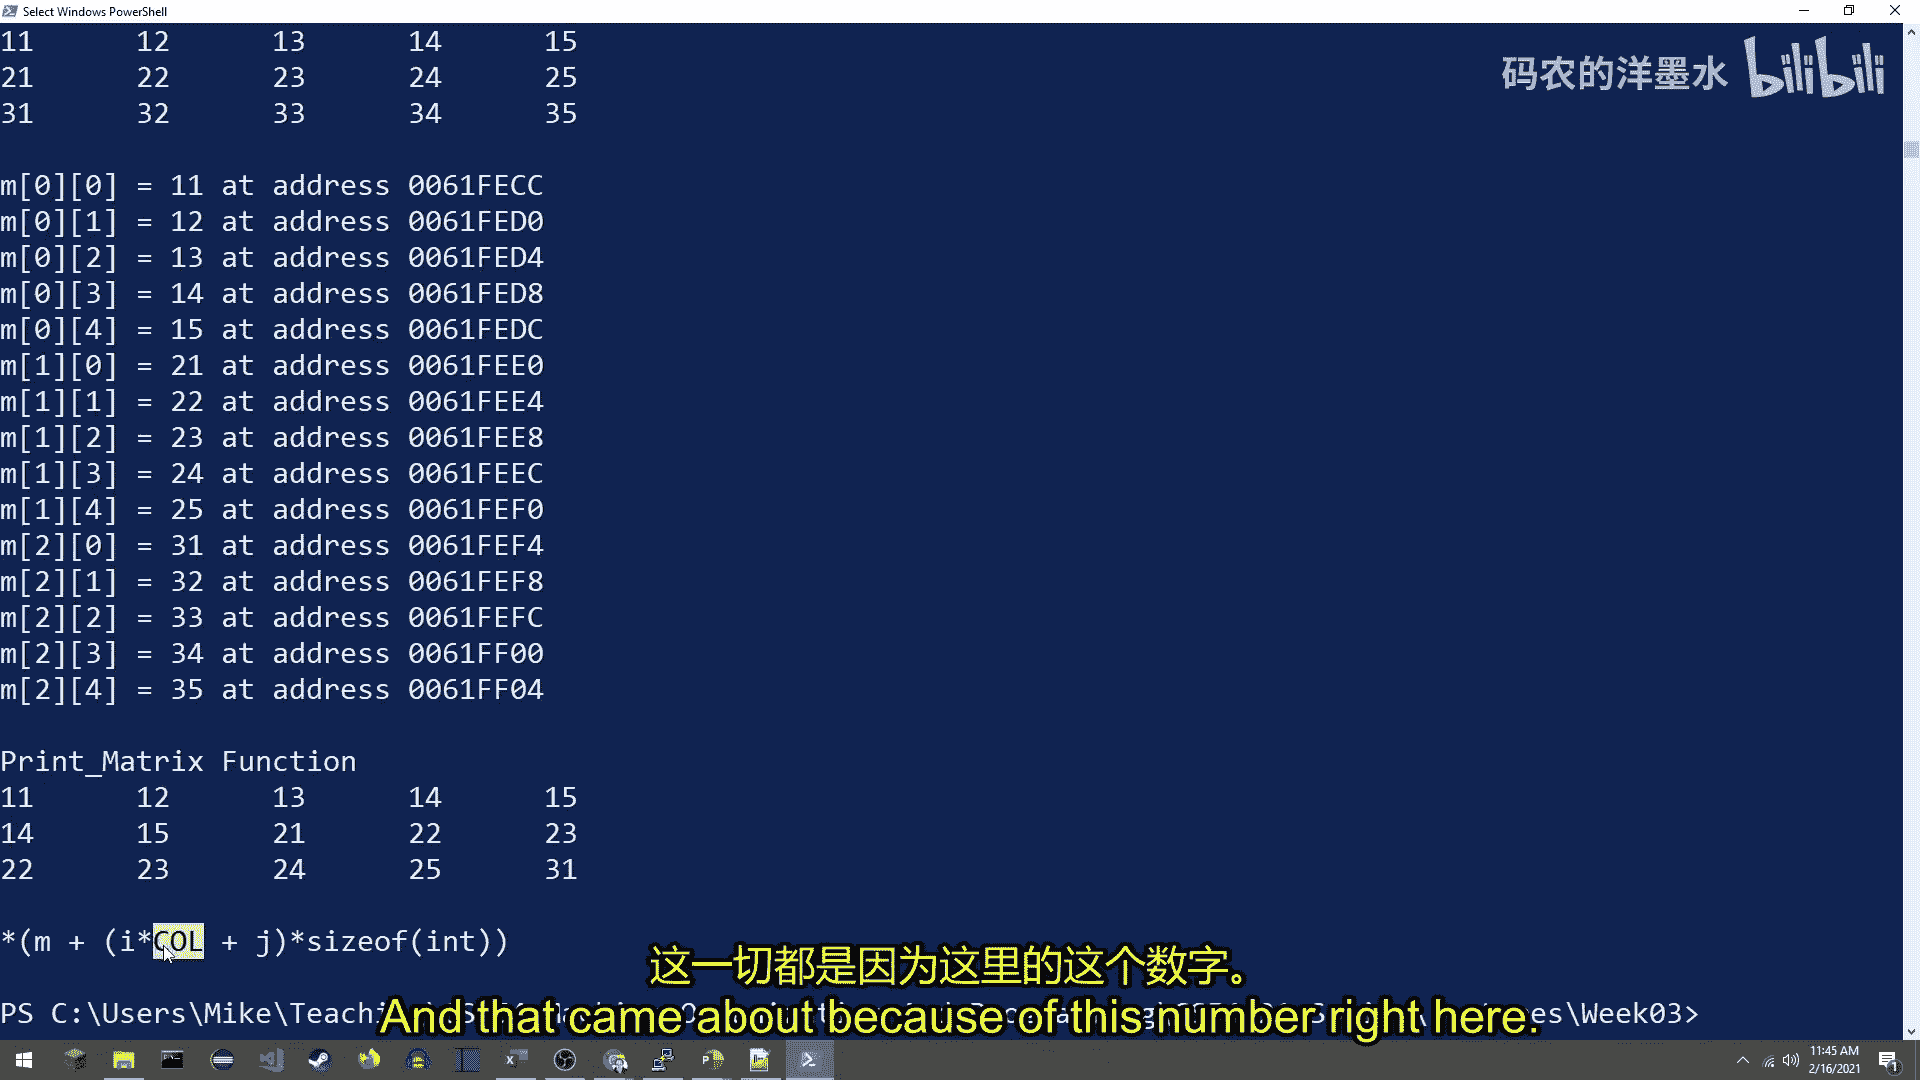 Select Windows PowerShell
11 12 13 14 15
21 22 23 24 25
31 32 33 34 35
码农的洋墨水 bilibili
m[0][0] = 11 at address 0061FECC
m[0][1] = 12 at address 0061FED0
m[0][2] = 13 at address 0061FED4
m[0][3] = 14 at address 0061FED8
m[0][4] = 15 at address 0061FEDC
m[1][0] = 21 at address 0061FEE0
m[1][1] = 22 at address 0061FEE4
m[1][2] = 23 at address 0061FEE8
m[1][3] = 24 at address 0061FEEC
m[1][4] = 25 at address 0061FEF0
m[2][0] = 31 at address 0061FEF4
m[2][1] = 32 at address 0061FEF8
m[2][2] = 33 at address 0061FEFC
m[2][3] = 34 at address 0061FF00
m[2][4] = 35 at address 0061FF04
Print_Matrix Function
11 12 13 14 15
14 15 21 22 23
22 23 24 25 31
*(m + (i*COL + j)*sizeof(int))
这一切都是因为这里的这个数字。
PS C:\Users\Mike\Teachi es\Week03>
And that came about because of this number right here.
11:45 AM
2/16/2021